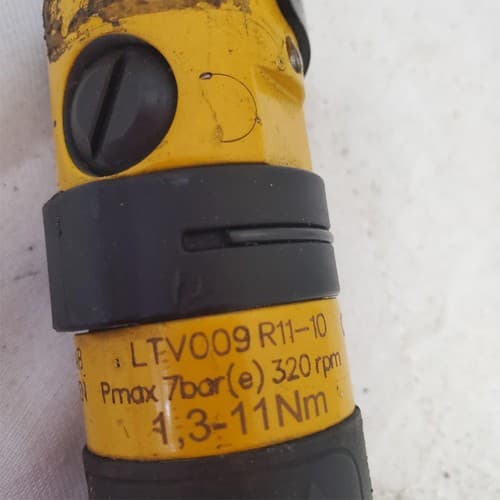 LTV009 R11-10
Pmax 7bar(e) 320 rpm
1,3-11Nm